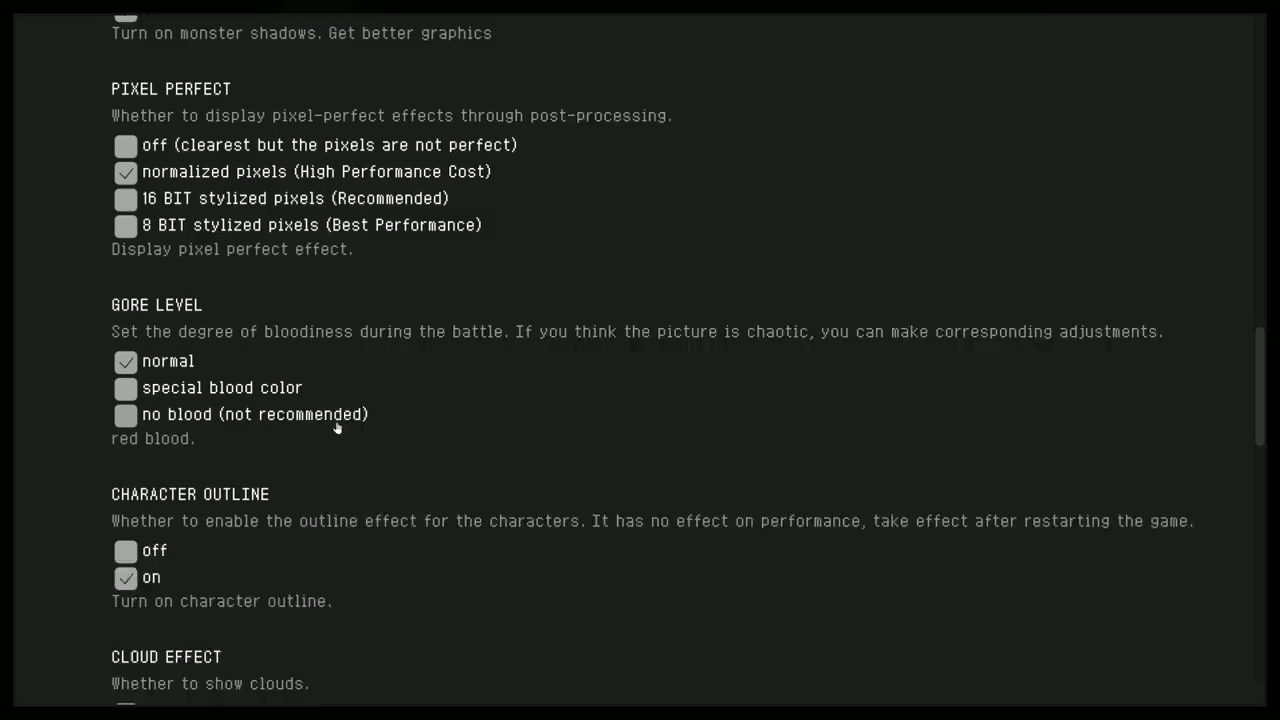 Turn on monster shadows. Get better graphics
PIXEL PERFECT
Whether to display pixel-perfect effects through post-processing.
off (clearest but the pixels are not perfect)
normalized pixels (High Performance Cost)
16 BIT stylized pixels (Recommended)
8 BIT stylized pixels (Best Performance)
Display pixel perfect effect.
GORE LEVEL
Set the degree of bloodiness during the battle. If you think the picture is chaotic, you can make corresponding adjustments.
normal
special blood color
no blood (not recommended)
red blood.
CHARACTER OUTLINE
Whether to enable the outline effect for the characters. It has no effect on performance, take effect after restarting the game.
off
on
Turn on character outline.
CLOUD EFFECT
Whether to show clouds.